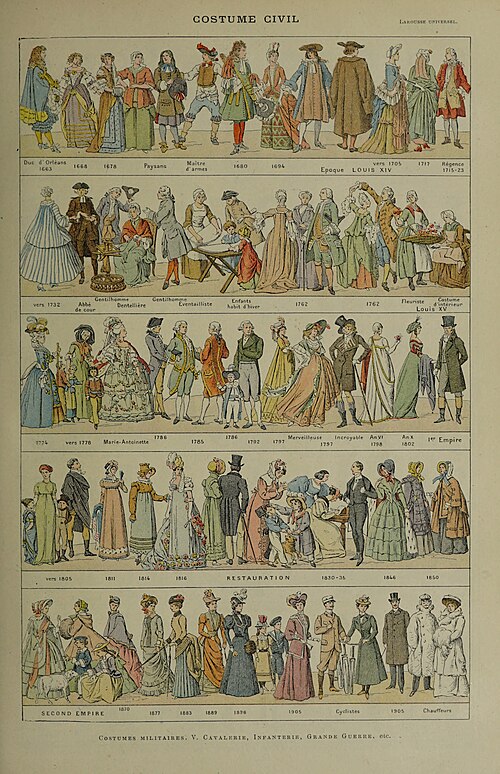 COSTUME CIVIL
LAROUSSE UNIVERSEL.
Duc d'Orléans 1663
1668
1678
Paysans
Maître d'armes
1680
1694
Epoque LOUIS XIV
vers 1705
1717
Régence 1715-23
vers 1732
Abbé de cour
Gentilhomme
Dentellière
Gentilhomme
Éventailliste
Enfants habit d'hiver
1762
1762
Fleuriste
Costume d'intérieur
Louis XV
1774
vers 1778
Marie-Antoinette
1786
1785
1786
1792
1797
Merveilleuse
1797
Incroyable
An VI 1798
An X 1802
1er Empire
vers 1805
1811
1814
1816
RESTAURATION
1830-35
1846
1850
SECOND EMPIRE
1870
1877
1883
1889
1898
1905
Cyclistes
1905
Chauffeurs
COSTUMES MILITAIRES. V. CAVALERIE, INFANTERIE, GRANDE GUERRE, etc.